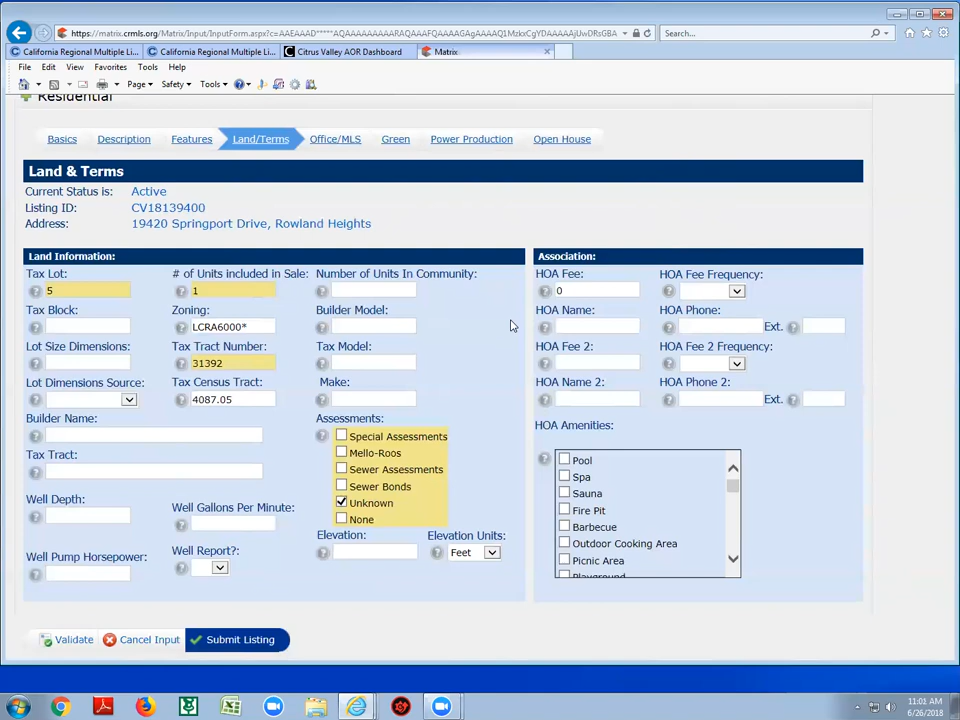 https://matrix.crmls.org/Matrix/Input/InputForm.aspx?c=AAEAAAD*****AQAAAAAAAAARAQAAAFQAAAAGAgAAAAQ1MzkxCgYDAAAAAjUwDRsGBA
Search...
California Regional Multiple Li...
California Regional Multiple Li...
Citrus Valley AOR Dashboard
Matrix
File Edit View Favorites Tools Help
Page Safety Tools
Residential
Basics Description Features Land/Terms Office/MLS Green Power Production Open House
Land & Terms
Current Status is: Active
Listing ID: CV18139400
Address: 19420 Springport Drive, Rowland Heights
Land Information:
Tax Lot: # of Units included in Sale: Number of Units In Community:
5 1
Tax Block: Zoning: Builder Model:
LCRA6000*
Lot Size Dimensions: Tax Tract Number: Tax Model:
31392
Lot Dimensions Source: Tax Census Tract: Make:
4087.05
Builder Name: Assessments:
Special Assessments
Mello-Roos
Tax Tract:
Sewer Assessments
Sewer Bonds
Well Depth: Well Gallons Per Minute:
Unknown
None
Elevation: Elevation Units:
Feet
Well Pump Horsepower: Well Report?:
Association:
HOA Fee: HOA Fee Frequency:
0
HOA Name: HOA Phone:
Ext.
HOA Fee 2: HOA Fee 2 Frequency:
HOA Name 2: HOA Phone 2:
Ext.
HOA Amenities:
Pool
Spa
Sauna
Fire Pit
Barbecue
Outdoor Cooking Area
Picnic Area
Playground
Validate Cancel Input Submit Listing
11:01 AM
6/26/2018